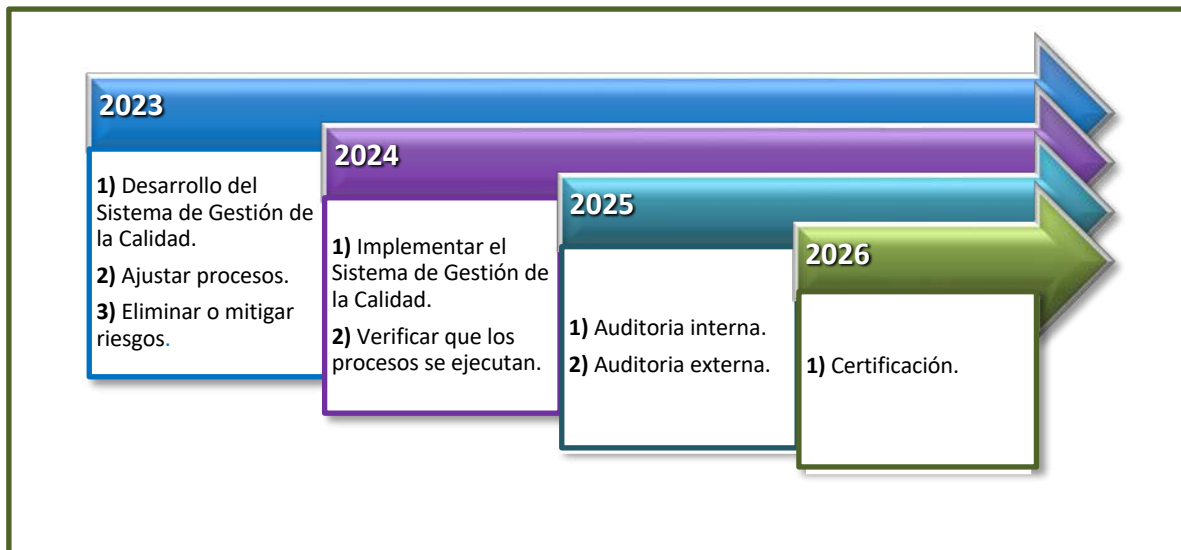 2023
1) Desarrollo del
Sistema de Gestión de
la Calidad.
2) Ajustar procesos.
3) Eliminar o mitigar
riesgos.
2024
1) Implementar el
Sistema de Gestión de
la Calidad.
2) Verificar que los
procesos se ejecutan.
2025
1) Auditoria interna.
2) Auditoria externa.
2026
1) Certificación.